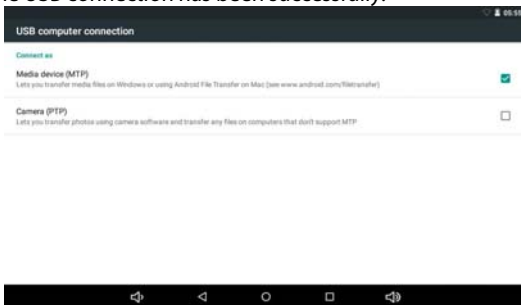 USB connection has been successfully.
05:55
USB computer connection
Connect as
Media device (MTP)
Lets you transfer media files on Windows or using Android File Transfer on Mac (see www.android.com/filetransfer)
Camera (PTP)
Lets you transfer photos using camera software and transfer any files on computers that don't support MTP